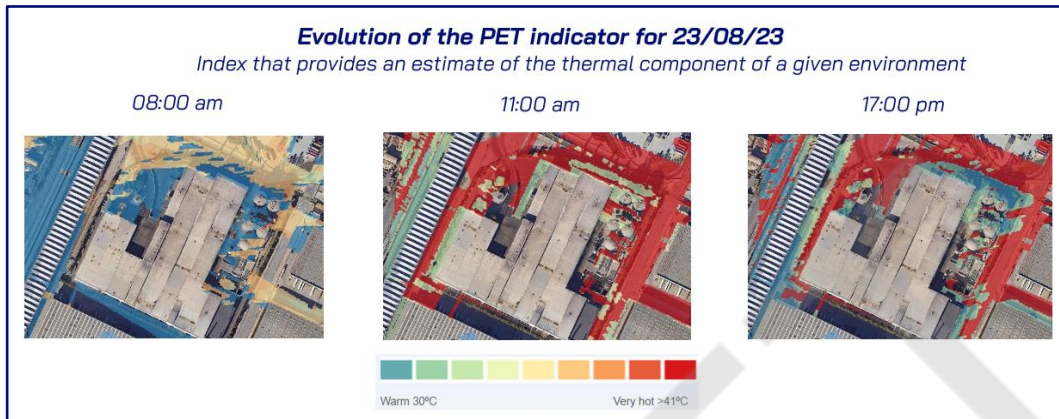 Evolution of the PET indicator for 23/08/23
Index that provides an estimate of the thermal component of a given environment
08:00 am
11:00 am
17:00 pm
Warm 30ºC
Very hot >41ºC